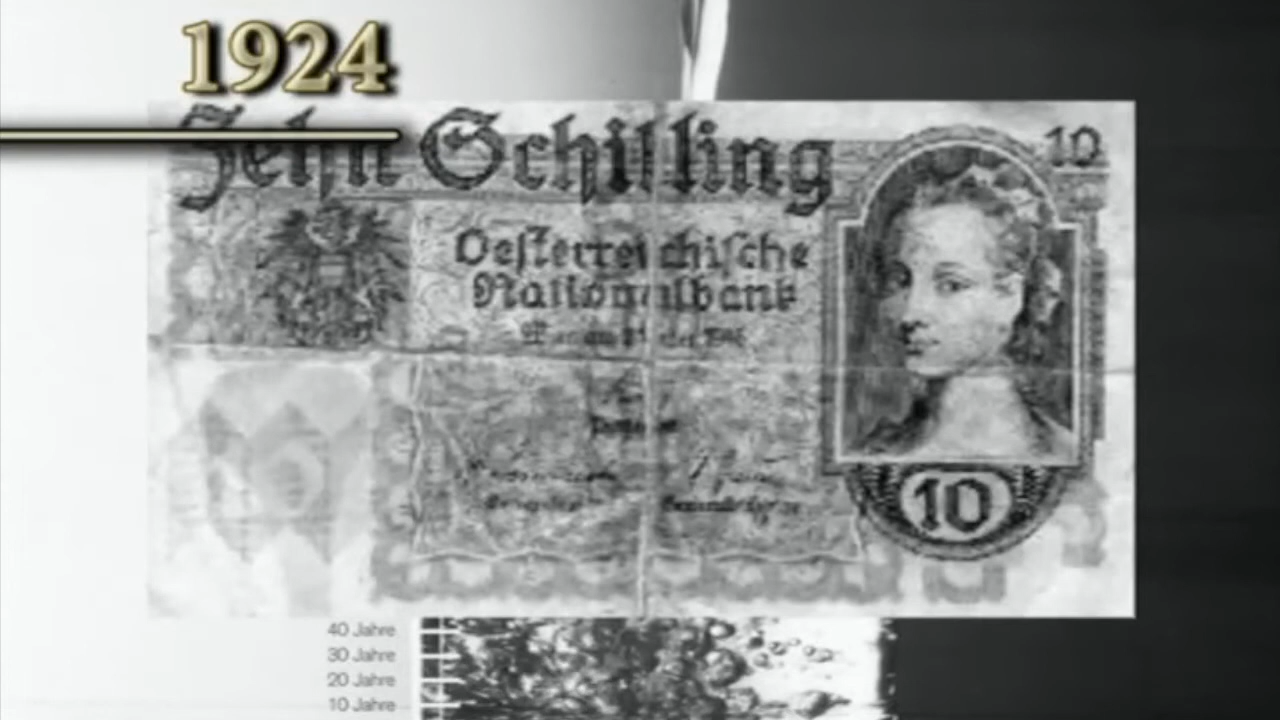 1924
Zehn Schilling
10
Oesterreichische
Nationalbank
10
40 Jahre
30 Jahre
20 Jahre
10 Jahre